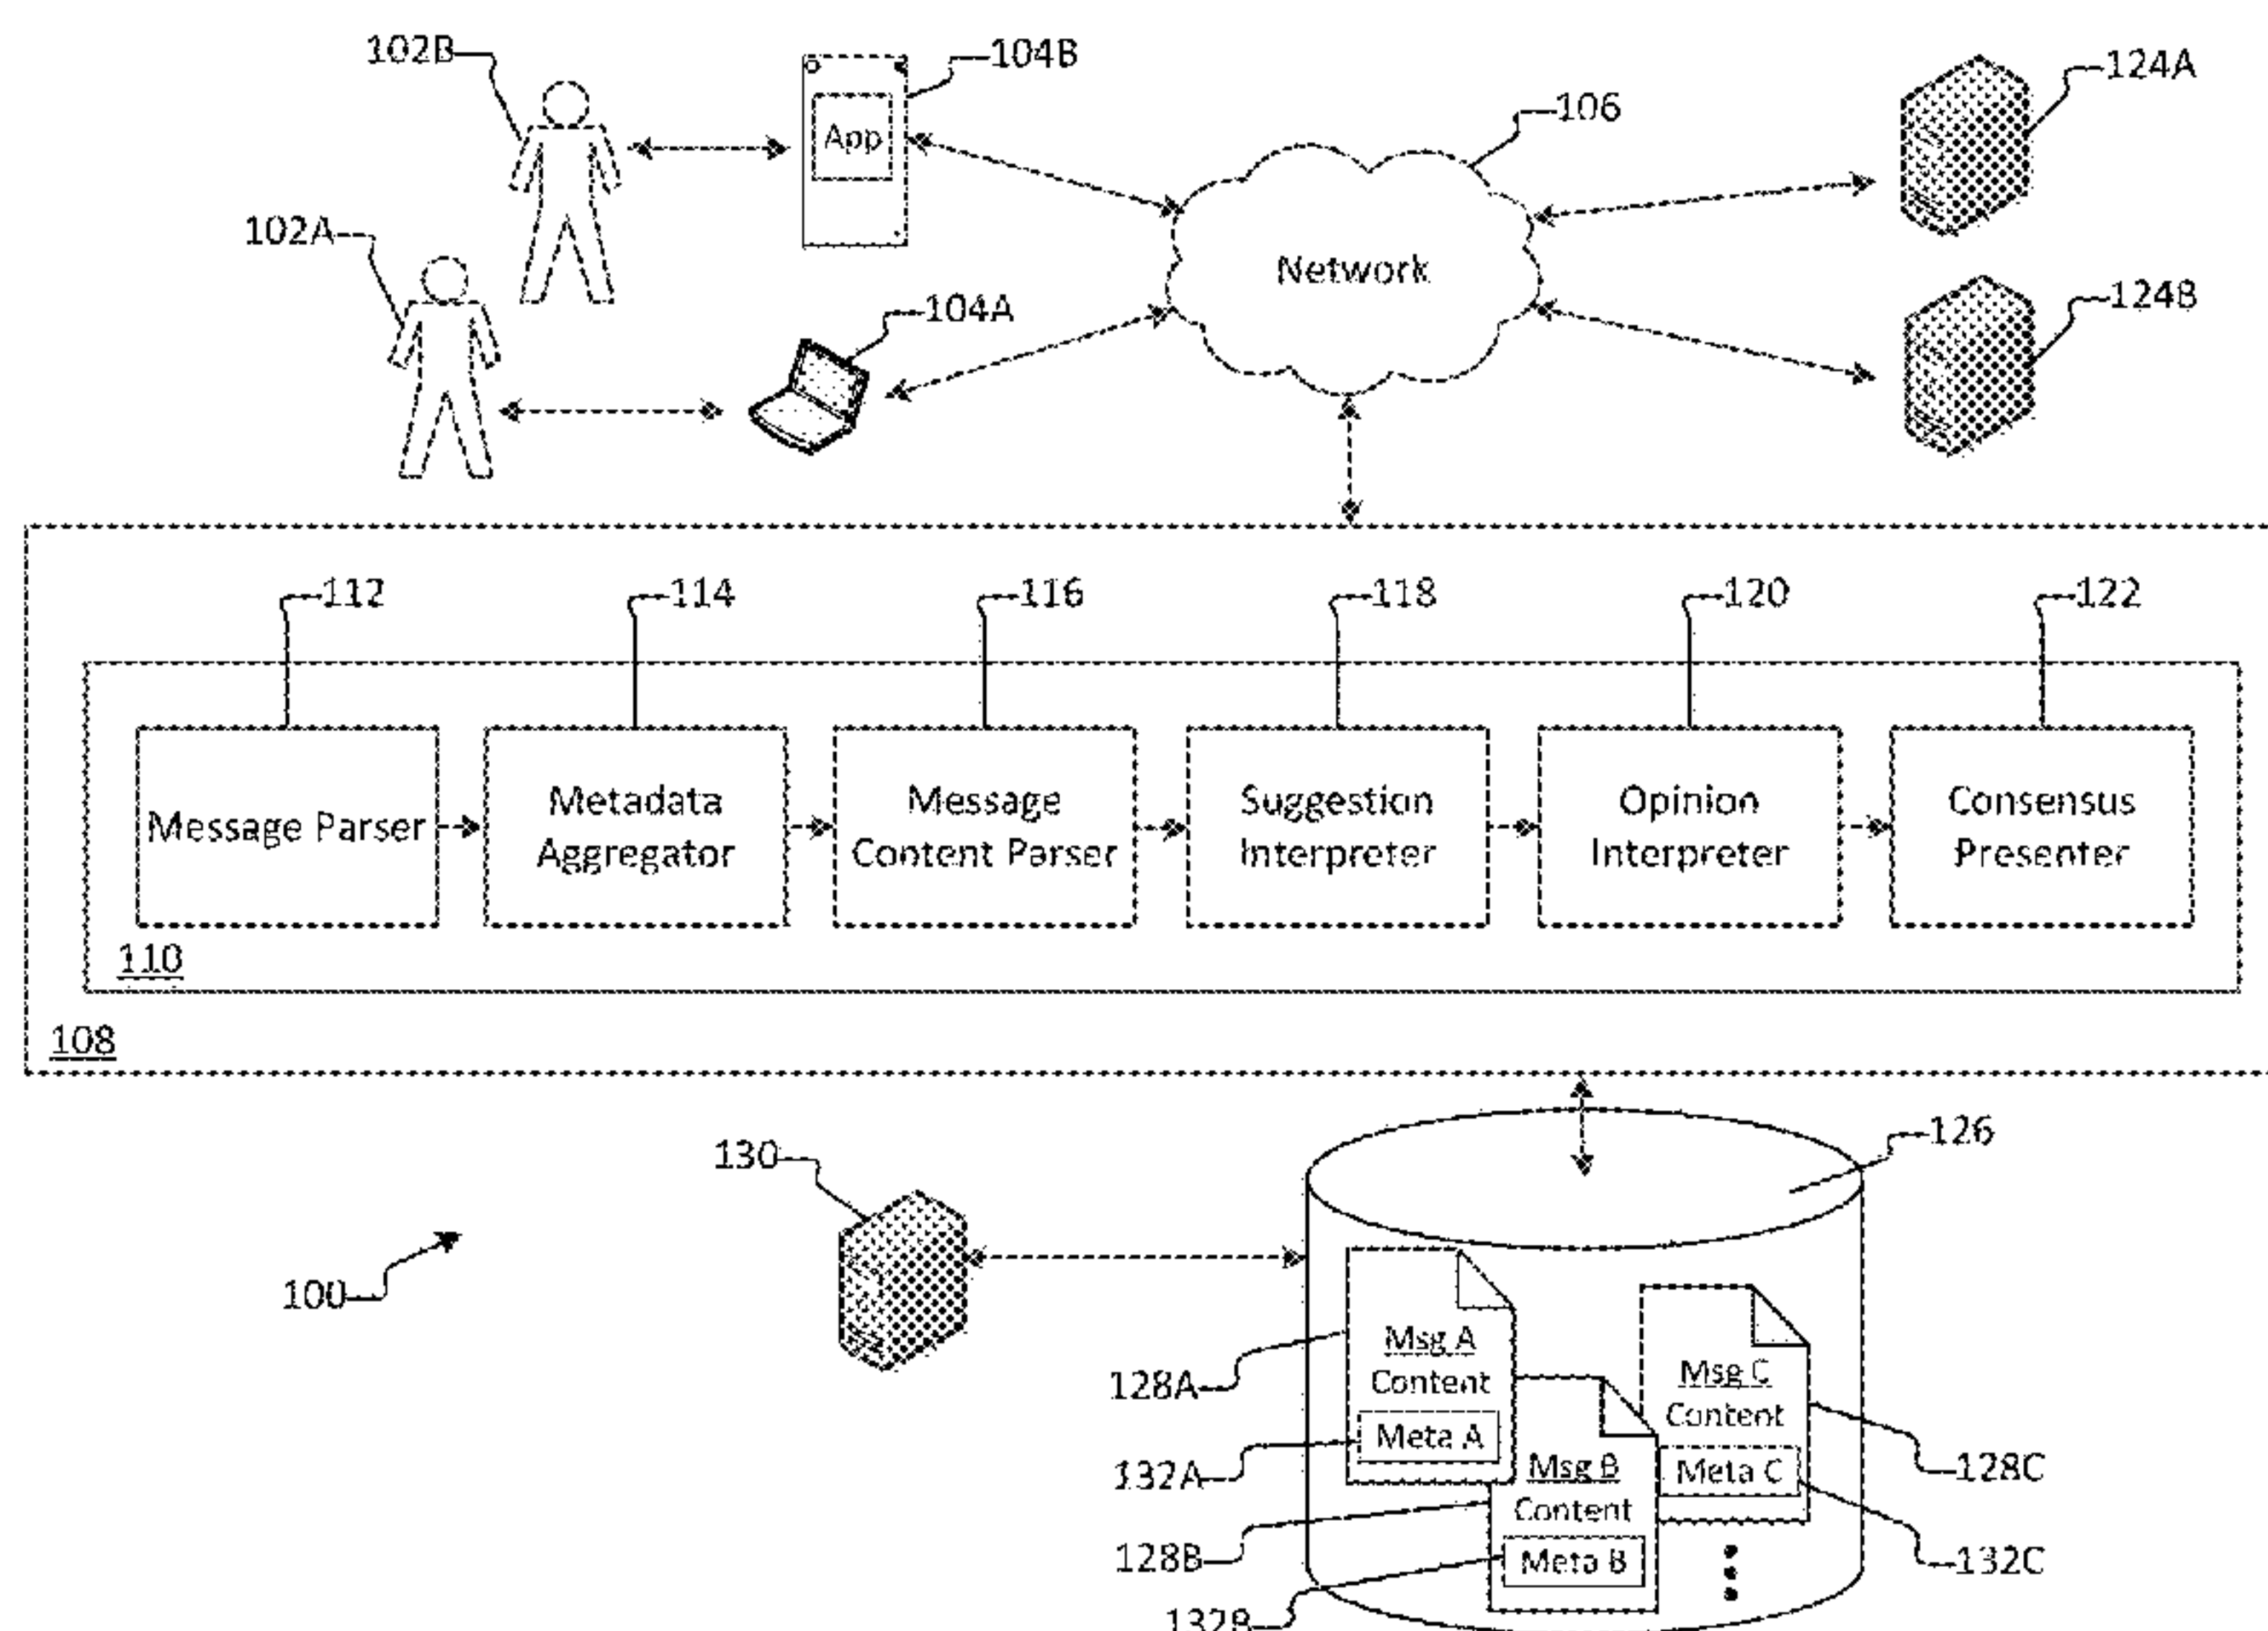 102B
104B
124A
App
106
102A
Network
104A
124B
112
114
116
118
120
122
Message Parser
Metadata
Aggregator
Message
Content Parser
Suggestion
Interpreter
Opinion
Interpreter
Consensus
Presenter
110
108
126
130
100
Msg A
Content
Meta A
128A
132A
Msg C
Content
Meta C
128C
Msg B
Content
Meta B
128B
132C
132B